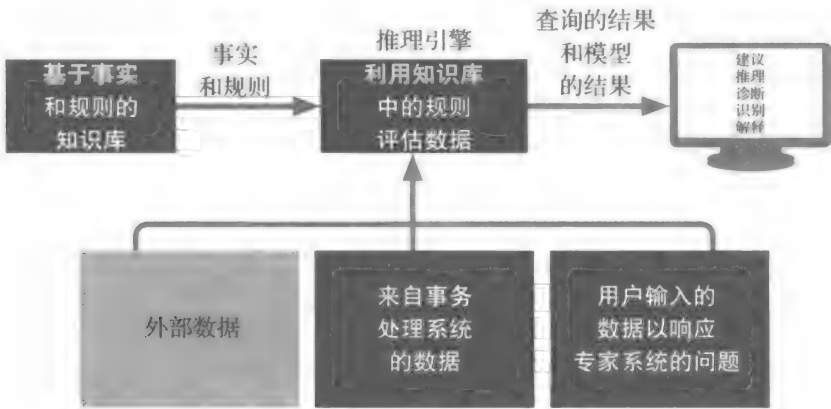 基于事实
和规则的
知识库
事实
和规则
推理引擎
利用知识库
中的规则
评估数据
查询的结果
和模型
的结果
建议
推理
诊断
识别
解释
外部数据
来自事务
处理系统
的数据
用户输入的
数据以响应
专家系统的问题